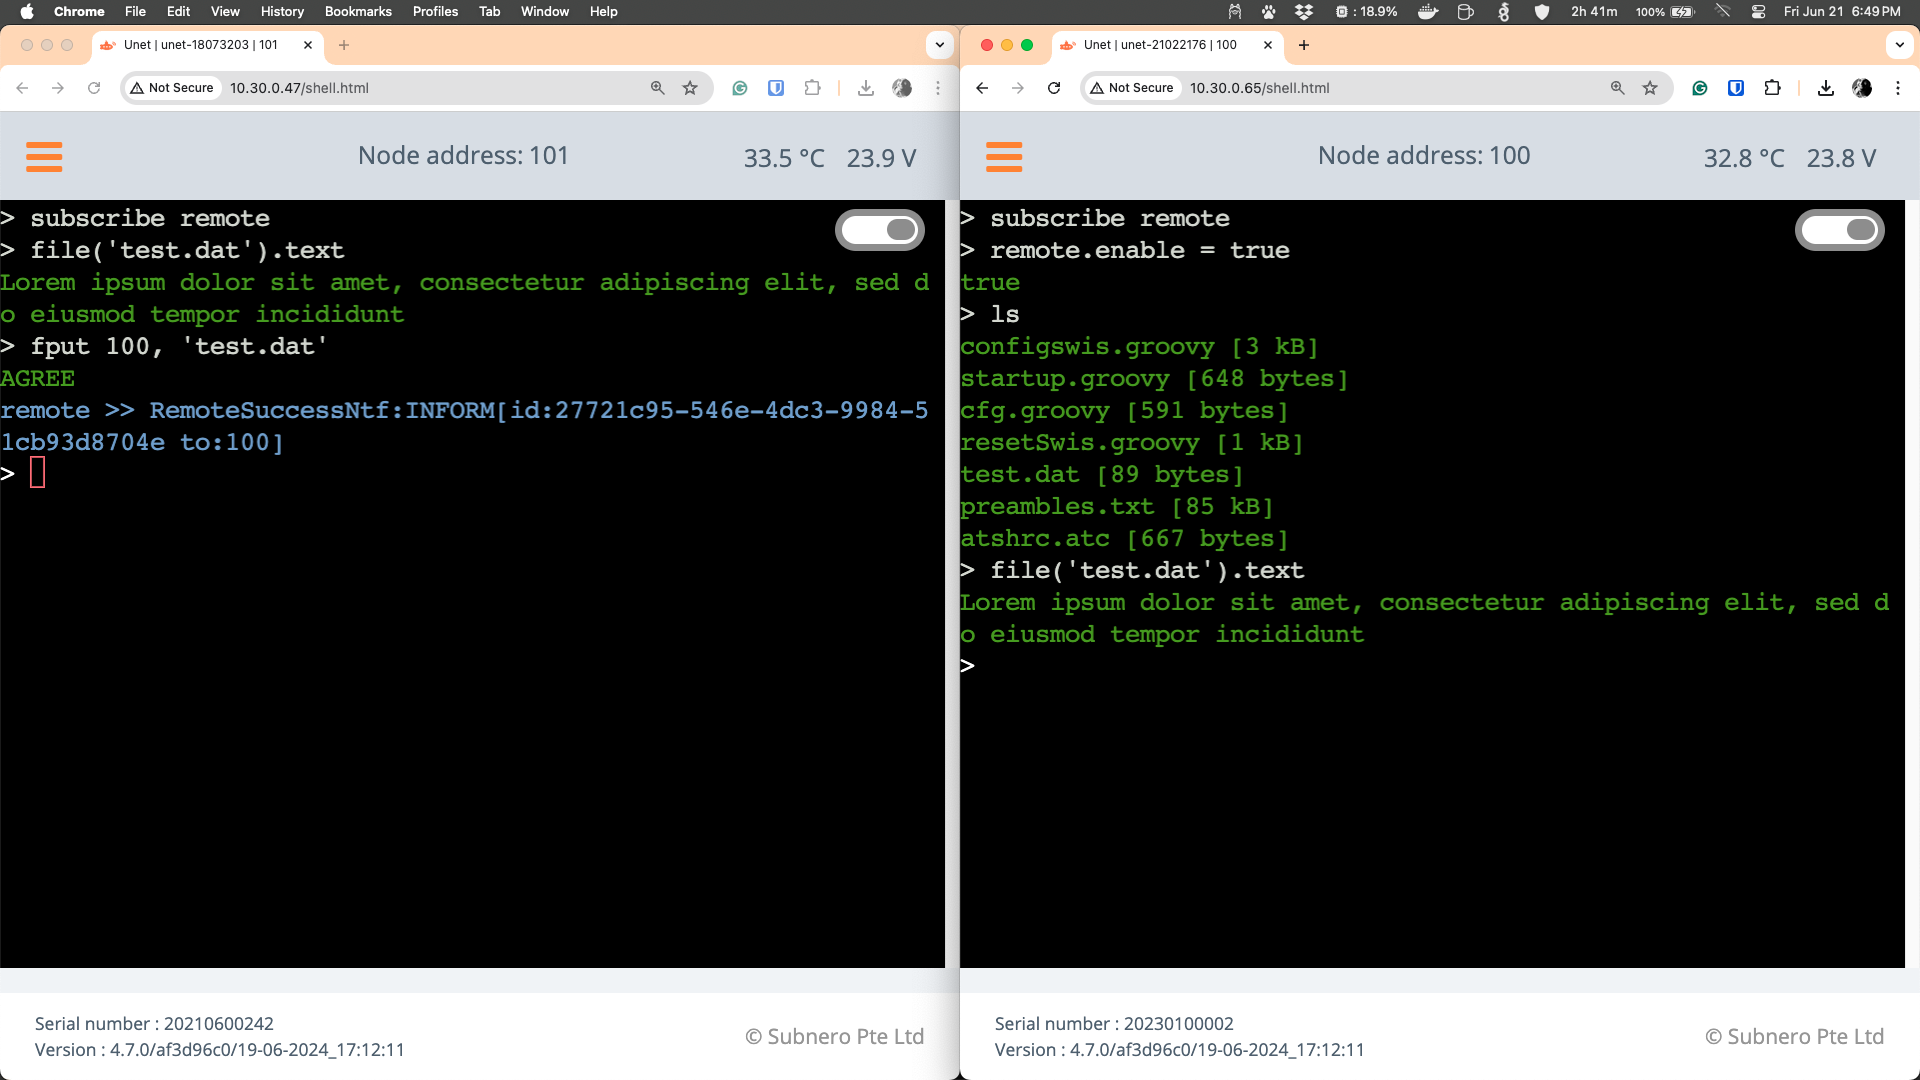 Chrome File Edit View History Bookmarks Profiles Tab Window Help : 18.9% 2h 41m 100% Fri Jun 21 6:49 PM
Unet | unet-18073203 | 101
Not Secure 10.30.0.47/shell.html
Node address: 101 33.5 °C 23.9 V
> subscribe remote
> file('test.dat').text
Lorem ipsum dolor sit amet, consectetur adipiscing elit, sed d
o eiusmod tempor incididunt
> fput 100, 'test.dat'
AGREE
remote >> RemoteSuccessNtf:INFORM[id:27721c95-546e-4dc3-9984-5
1cb93d8704e to:100]
>
Serial number : 20210600242
Version : 4.7.0/af3d96c0/19-06-2024_17:12:11
© Subnero Pte Ltd
Unet | unet-21022176 | 100
Not Secure 10.30.0.65/shell.html
Node address: 100 32.8 °C 23.8 V
> subscribe remote
> remote.enable = true
true
> ls
configswis.groovy [3 kB]
startup.groovy [648 bytes]
cfg.groovy [591 bytes]
resetSwis.groovy [1 kB]
test.dat [89 bytes]
preambles.txt [85 kB]
atshrc.atc [667 bytes]
> file('test.dat').text
Lorem ipsum dolor sit amet, consectetur adipiscing elit, sed d
o eiusmod tempor incididunt
>
Serial number : 20230100002
Version : 4.7.0/af3d96c0/19-06-2024_17:12:11
© Subnero Pte Ltd